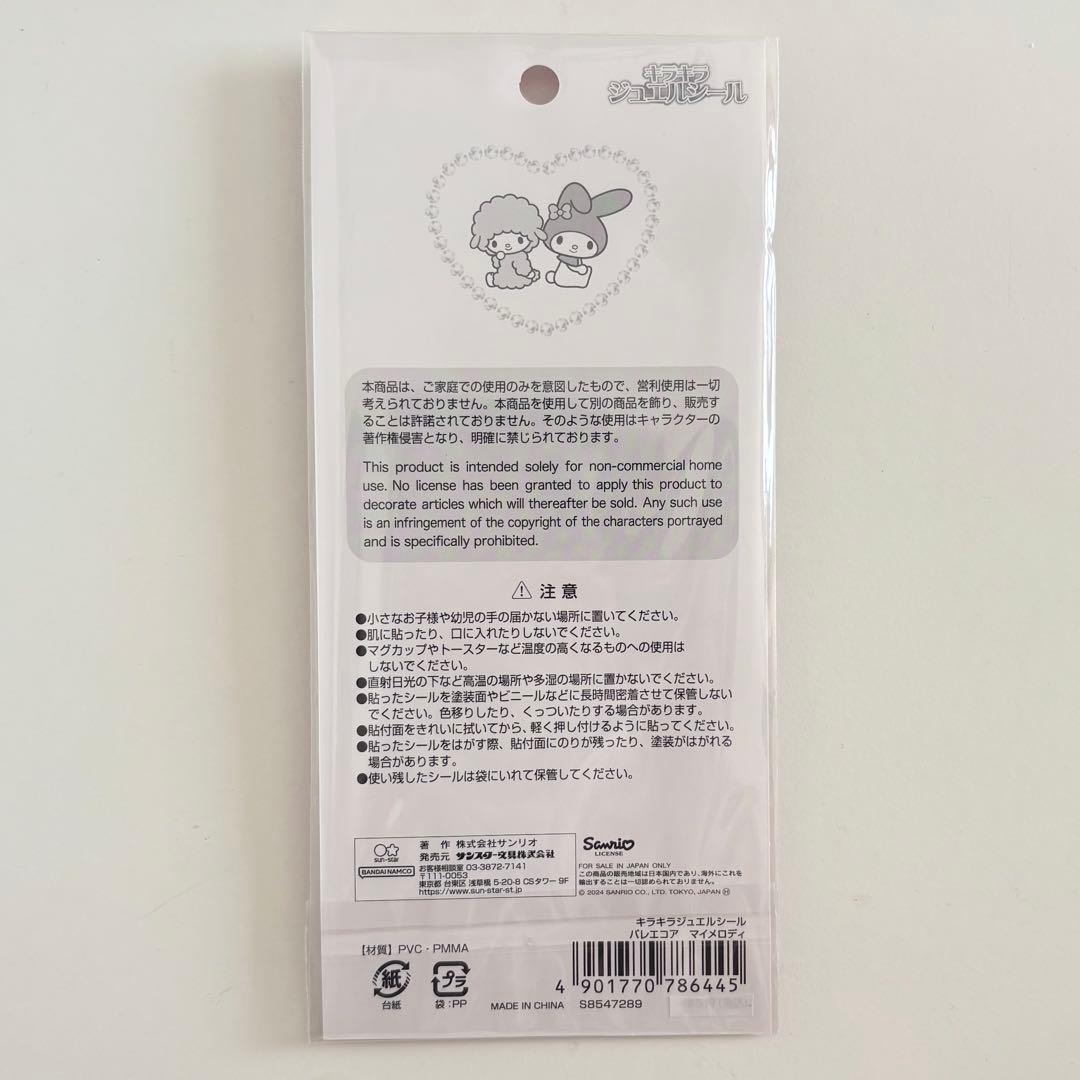 キラキラ
ジュエルシール
本商品は、ご家庭での使用のみを意図したもので、営利使用は一切
考えられておりません。本商品を使用して別の商品を飾り、販売す
ることは許諾されておりません。そのような使用はキャラクターの
著作権侵害となり、明確に禁じられております。
This product is intended solely for non-commercial home
use. No license has been granted to apply this product to
decorate articles which will thereafter be sold. Any such use
is an infringement of the copyright of the characters portrayed
and is specifically prohibited.
⚠ 注意
●小さなお子様や幼児の手の届かない場所に置いてください。
●肌に貼ったり、口に入れたりしないでください。
●マグカップやトースターなど温度の高くなるものへの使用は
しないでください。
●直射日光の下など高温の場所や多湿の場所に置かないでください。
●貼ったシールを塗装面やビニールなどに長時間密着させて保管しない
でください。色移りしたり、くっついたりする場合があります。
●貼付面をきれいに拭いてから、軽く押し付けるように貼ってください。
●貼ったシールをはがす際、貼付面にのりが残ったり、塗装がはがれる
場合があります。
●使い残したシールは袋にいれて保管してください。
sun-star
BANDAI NAMCO
著 作 株式会社サンリオ
発売元 サンスター文具株式会社
お客様相談室 03-3872-7141
〒111-0053
東京都 台東区 浅草橋 5-20-8 CSタワー 9F
https://www.sun-star-st.jp
Sanrio
LICENSE
FOR SALE IN JAPAN ONLY
この商品の販売地域は日本国内であり、海外にこれを
輸出することは一切認められておりません。
© 2024 SANRIO CO., LTD. TOKYO, JAPAN Ⓗ
キラキラジュエルシール
バレエコア マイメロディ
【材質】PVC・PMMA
紙
台紙
プラ
袋:PP
MADE IN CHINA
4 901770 786445
S8547289